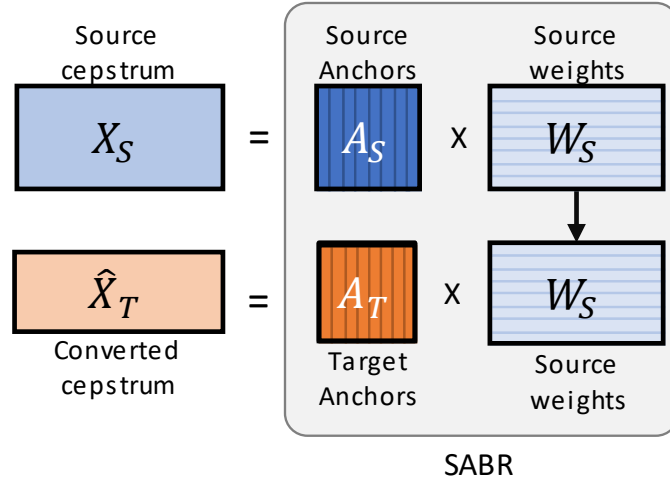 Source cepstrum
Source Anchors
Source weights
X_S = A_S x W_S
X̂_T = A_T x W_S
Converted cepstrum
Target Anchors
Source weights
SABR